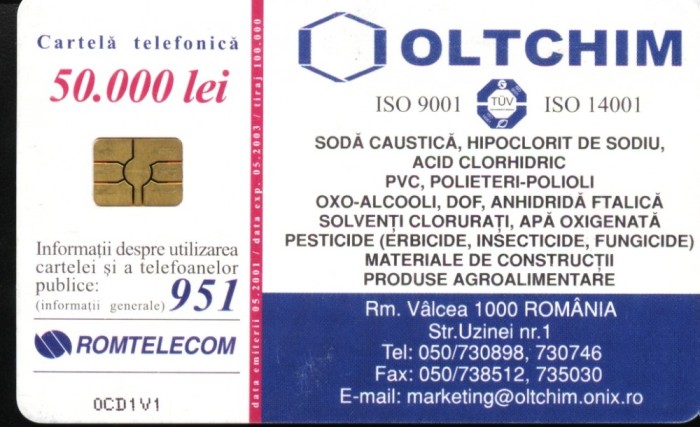 Cartelă telefonică
50.000 lei
Informații despre utilizarea
cartelei și a telefoanelor
publice:
(informații generale) 951
ROMTELECOM
OCD1V1
data emiterii 05.2001 / data exp. 05.2003 / tiraj 100.000
OLTCHIM
ISO 9001 TÜV ISO 14001
SODĂ CAUSTICĂ, HIPOCLORIT DE SODIU,
ACID CLORHIDRIC
PVC, POLIETERI-POLIOLI
OXO-ALCOOLI, DOF, ANHIDRIDĂ FTALICĂ
SOLVENȚI CLORURAȚI, APĂ OXIGENATĂ
PESTICIDE (ERBICIDE, INSECTICIDE, FUNGICIDE)
MATERIALE DE CONSTRUCȚII
PRODUSE AGROALIMENTARE
Rm. Vâlcea 1000 ROMÂNIA
Str.Uzinei nr.1
Tel: 050/730898, 730746
Fax: 050/738512, 735030
E-mail: marketing@oltchim.onix.ro